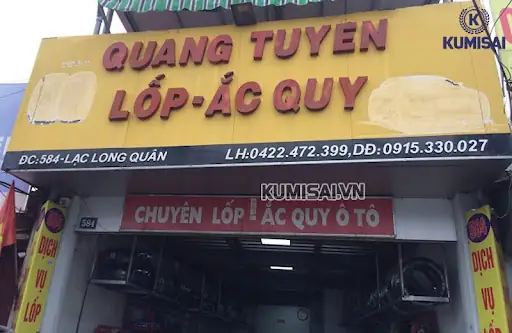 KUMISAI
QUANG TUYÊN
LỐP-ẮC QUY
ĐC:584-LẠC LONG QUÂN
LH:0422.472.399,DĐ:0915.330.027
KUMISAI.VN
CHUYÊN LỐP ẮC QUY Ô TÔ
584
DỊCH
VỤ
LỐP
DỊCH
VỤ
LỐP